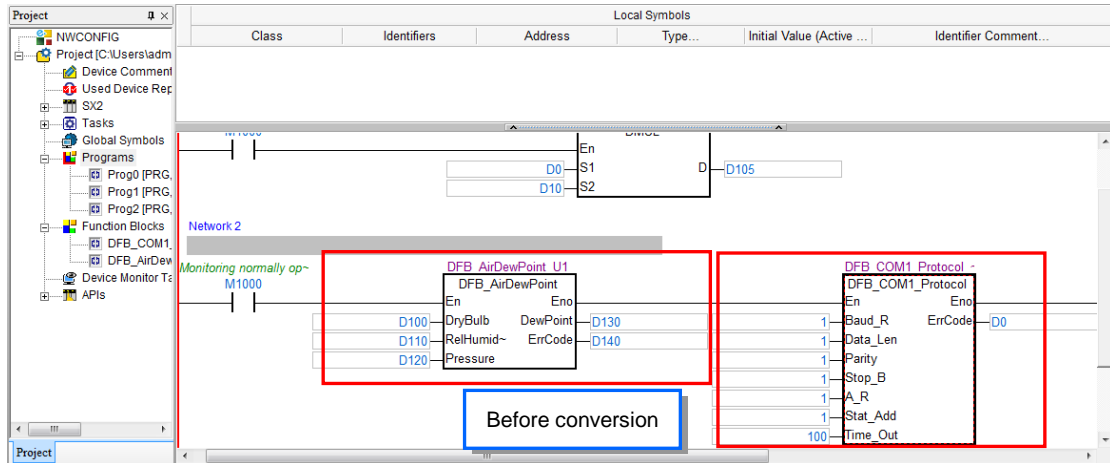 Project
NWCONFIG
Project [C:\Users\adm
Device Comment
Used Device Rep
SX2
Tasks
Global Symbols
Programs
Prog0 [PRG,
Prog1 [PRG,
Prog2 [PRG,
Function Blocks
DFB_COM1_
DFB_AirDew
Device Monitor Ta
APIs
Project
Local Symbols
Class Identifiers Address Type... Initial Value (Active ... Identifier Comment...
M1000
En
D0 S1 D D105
D10 S2
Network 2
Monitoring normally op~
M1000
DFB_AirDewPoint_U1
DFB_AirDewPoint
En Eno
D100 DryBulb DewPoint D130
D110 RelHumid~ ErrCode D140
D120 Pressure
DFB_COM1_Protocol_~
DFB_COM1_Protocol
En Eno
1 Baud_R ErrCode D0
1 Data_Len
1 Parity
1 Stop_B
1 A_R
1 Stat_Add
100 Time_Out
Before conversion